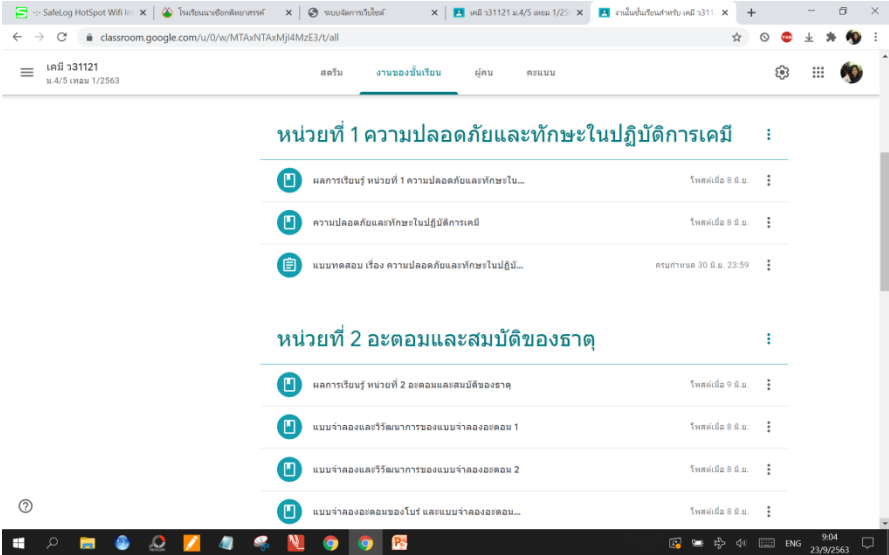 -:- SafeLog HotSpot Wifi Int
โรงเรียนนาเชือกพิทยาสรรค์
ระบบจัดการเว็บไซต์
เคมี ว31121 ม.4/5 เทอม 1/25
งานในชั้นเรียนสำหรับ เคมี ว311
classroom.google.com/u/0/w/MTAxNTAxMjI4MzE3/t/all
เคมี ว31121
ม.4/5 เทอม 1/2563
สตรีม
งานของชั้นเรียน
ผู้คน
คะแนน
หน่วยที่ 1 ความปลอดภัยและทักษะในปฏิบัติการเคมี
ผลการเรียนรู้ หน่วยที่ 1 ความปลอดภัยและทักษะใน...
โพสต์เมื่อ 8 มิ.ย.
ความปลอดภัยและทักษะในปฏิบัติการเคมี
โพสต์เมื่อ 8 มิ.ย.
แบบทดสอบ เรื่อง ความปลอดภัยและทักษะในปฏิบั...
ครบกำหนด 30 มิ.ย. 23:59
หน่วยที่ 2 อะตอมและสมบัติของธาตุ
ผลการเรียนรู้ หน่วยที่ 2 อะตอมและสมบัติของธาตุ
โพสต์เมื่อ 9 มิ.ย.
แบบจำลองและวิวัฒนาการของแบบจำลองอะตอม 1
โพสต์เมื่อ 8 มิ.ย.
แบบจำลองและวิวัฒนาการของแบบจำลองอะตอม 2
โพสต์เมื่อ 8 มิ.ย.
แบบจำลองอะตอมของโบร์ และแบบจำลองอะตอม...
โพสต์เมื่อ 8 มิ.ย.
ENG
9:04
23/9/2563